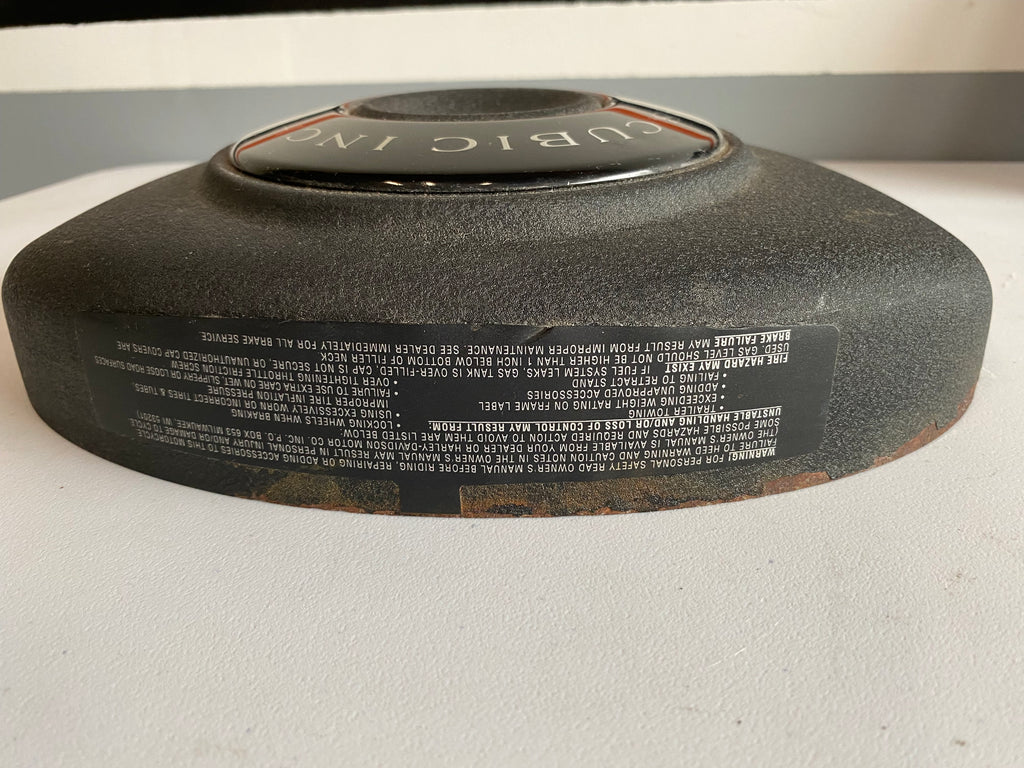 CUBIC INC
WARNING! FOR PERSONAL SAFETY READ OWNER'S MANUAL BEFORE RIDING, REPAIRING, OR ADDING ACCESSORIES TO THIS MOTORCYCLE
FAILURE TO HEED WARNING AND CAUTION NOTES IN THE OWNER'S MANUAL MAY RESULT IN PERSONAL INJURY AND/OR DAMAGE TO CYCLE
(THE OWNER'S MANUAL IS AVAILABLE FROM YOUR DEALER OR HARLEY-DAVIDSON MOTOR CO. INC. P.O. BOX 653 MILWAUKEE, WI 53201)
SOME POSSIBLE HAZARDS AND REQUIRED ACTION TO AVOID THEM ARE LISTED BELOW.
UNSTABLE HANDLING AND/OR LOSS OF CONTROL MAY RESULT FROM:
• TRAILER TOWING
• EXCEEDING WEIGHT RATING ON FRAME LABEL
• ADDING UNAPPROVED ACCESSORIES
• FAILING TO RETRACT STAND
• LOCKING WHEELS WHEN BRAKING
• USING EXCESSIVELY WORN OR INCORRECT TIRES & TUBES,
IMPROPER TIRE INFLATION PRESSURE
• FAILURE TO USE EXTRA CARE ON WET, SLIPPERY OR LOOSE ROAD SURFACES
• OVER TIGHTENING THROTTLE FRICTION SCREW
FIRE HAZARD MAY EXIST IF FUEL SYSTEM LEAKS, GAS TANK IS OVER-FILLED, CAP IS NOT SECURE, OR UNAUTHORIZED CAP COVERS ARE
USED. GAS LEVEL SHOULD NOT BE HIGHER THAN 1 INCH BELOW BOTTOM OF FILLER NECK
BRAKE FAILURE MAY RESULT FROM IMPROPER MAINTENANCE. SEE DEALER IMMEDIATELY FOR ALL BRAKE SERVICE.